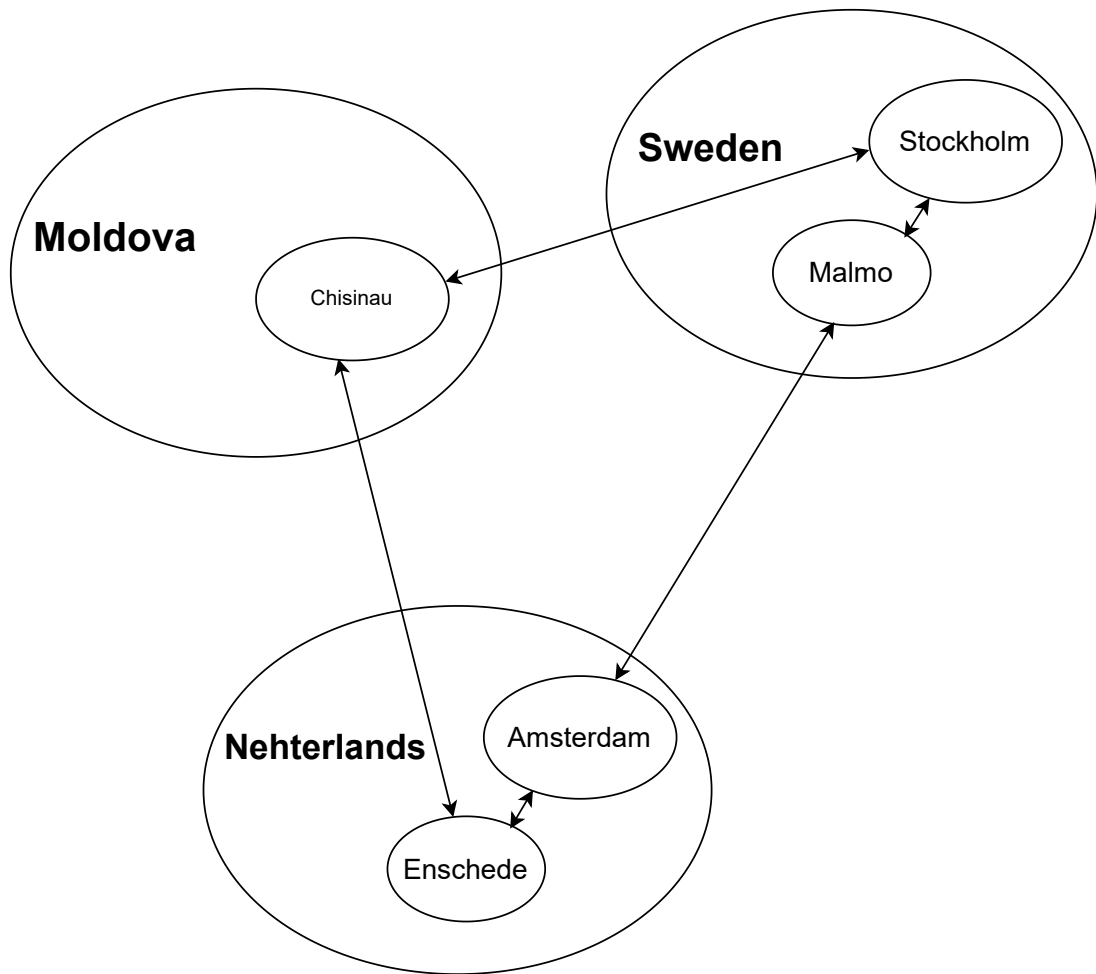 Sweden
Stockholm
Malmo
Moldova
Chisinau
Nehterlands
Amsterdam
Enschede